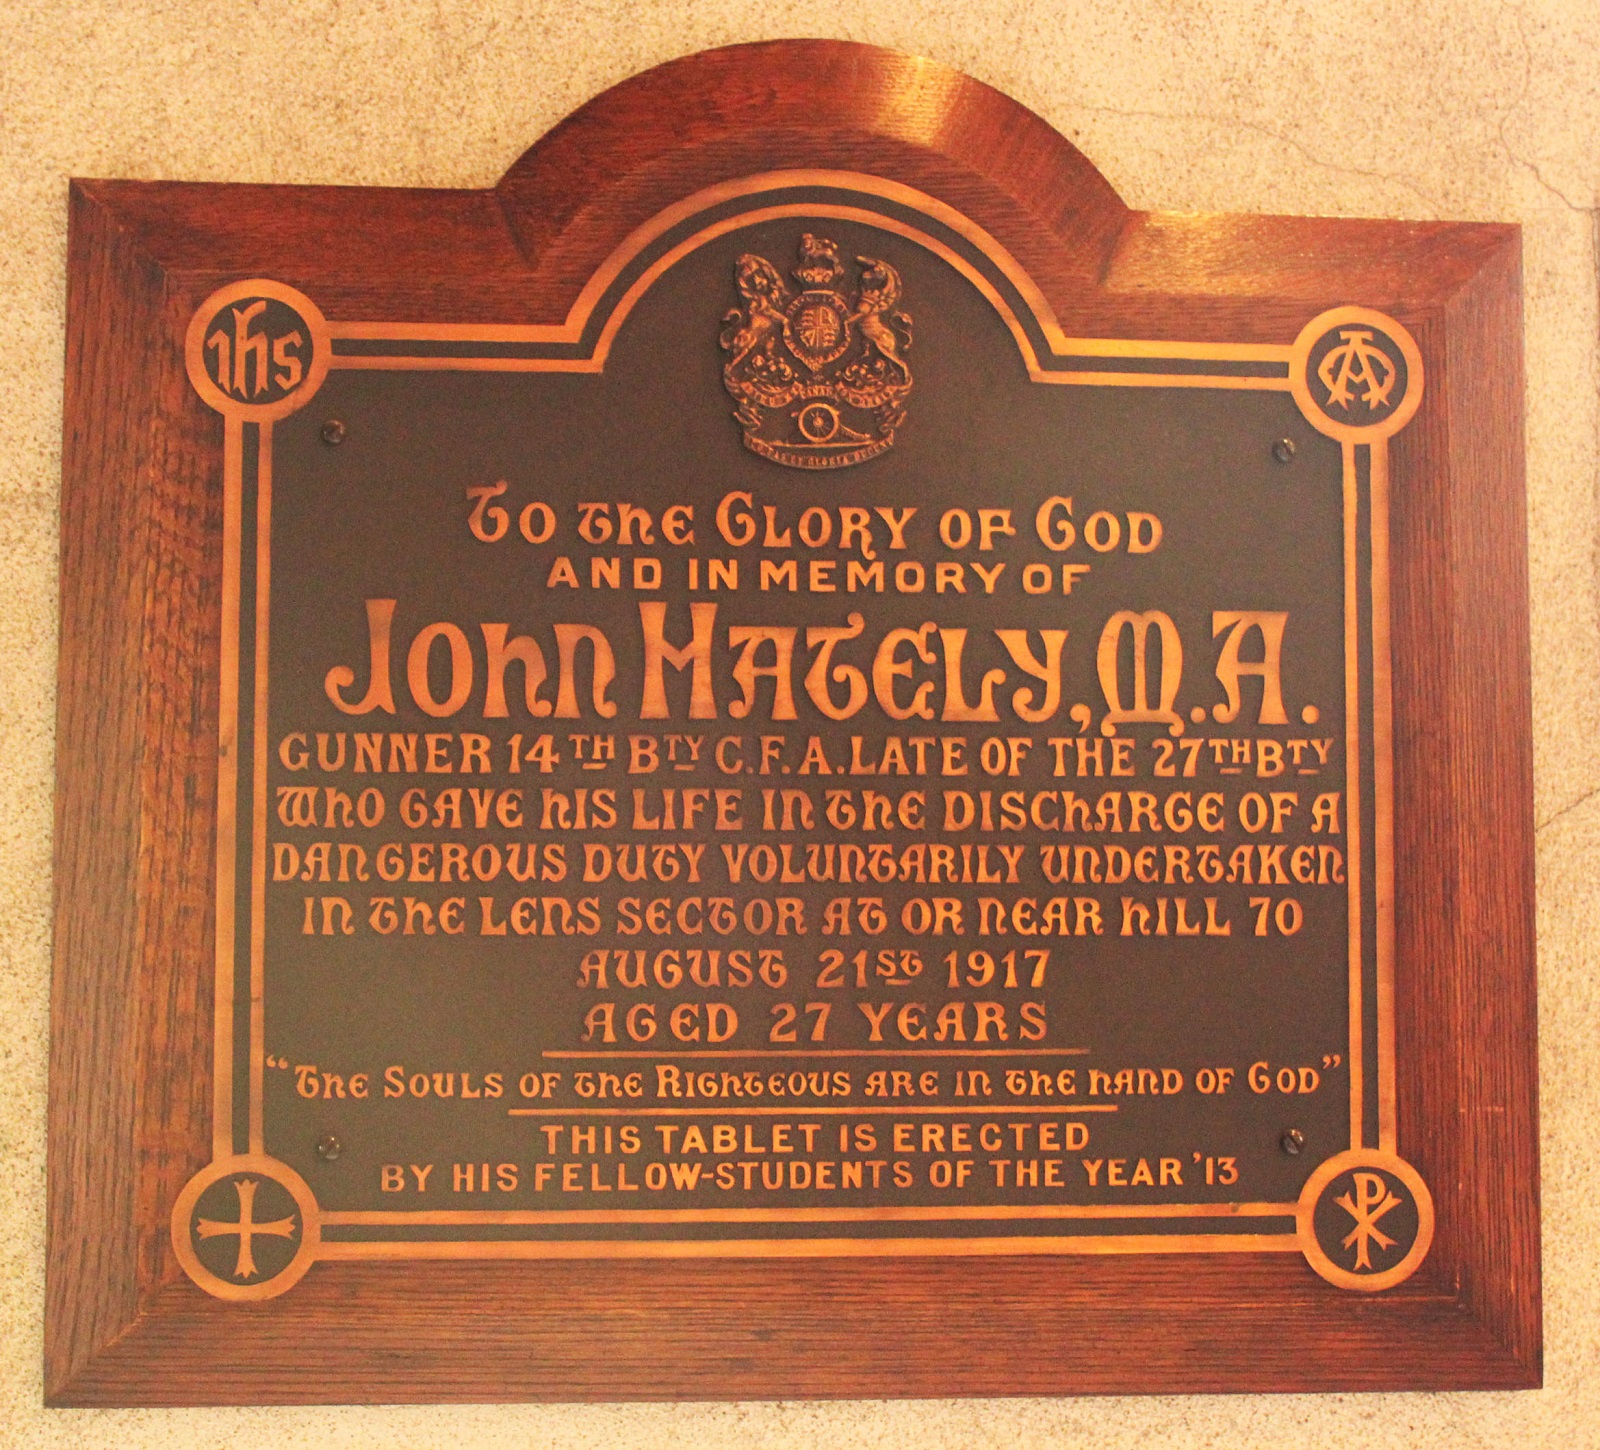 IHS
To the Glory of God
AND IN MEMORY OF
John Hately, M.A.
GUNNER 14TH BTY C.F.A. LATE OF THE 27TH BTY
WHO GAVE HIS LIFE IN THE DISCHARGE OF A
DANGEROUS DUTY VOLUNTARILY UNDERTAKEN
IN THE LENS SECTOR AT OR NEAR HILL 70
AUGUST 21ST 1917
AGED 27 YEARS
“The Souls of the Righteous are in the hand of God”
THIS TABLET IS ERECTED
BY HIS FELLOW-STUDENTS OF THE YEAR '13